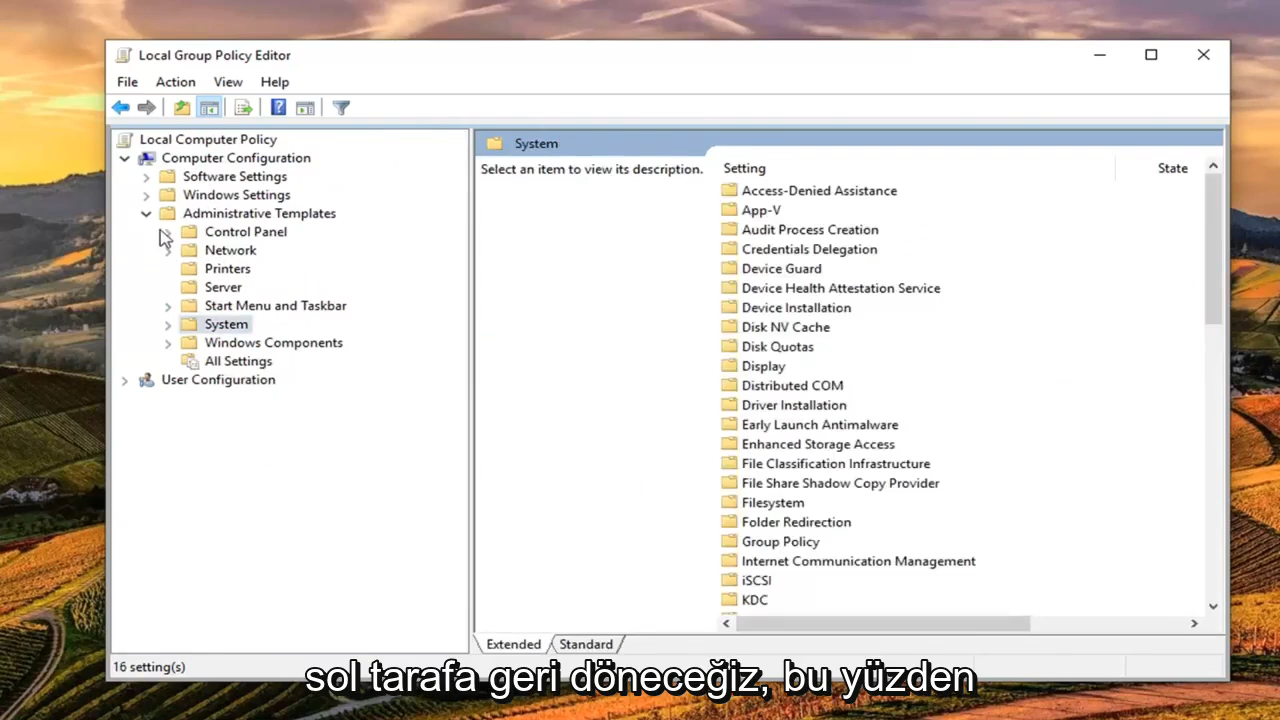 Local Group Policy Editor
File Action View Help
Local Computer Policy
Computer Configuration
Software Settings
Windows Settings
Administrative Templates
Control Panel
Network
Printers
Server
Start Menu and Taskbar
System
Windows Components
All Settings
User Configuration
System
Select an item to view its description.
Setting State
Access-Denied Assistance
App-V
Audit Process Creation
Credentials Delegation
Device Guard
Device Health Attestation Service
Device Installation
Disk NV Cache
Disk Quotas
Display
Distributed COM
Driver Installation
Early Launch Antimalware
Enhanced Storage Access
File Classification Infrastructure
File Share Shadow Copy Provider
Filesystem
Folder Redirection
Group Policy
Internet Communication Management
iSCSI
KDC
Extended Standard
16 setting(s)
sol tarafa geri döneceğiz, bu yüzden